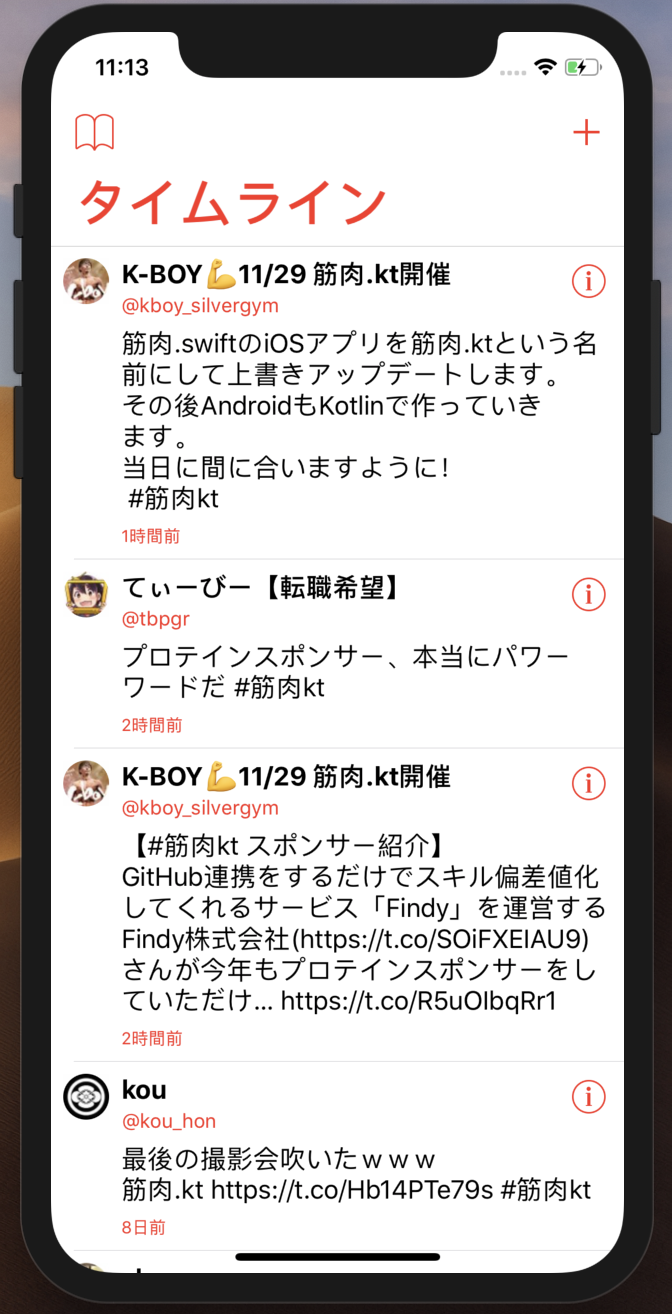 11:13
タイムライン
K-BOY💪11/29 筋肉.kt開催
@kboy_silvergym
筋肉.swiftのiOSアプリを筋肉.ktという名
前にして上書きアップデートします。
その後AndroidもKotlinで作っていき
ます。
当日に間に合いますように！
#筋肉kt
1時間前
てぃーびー【転職希望】
@tbpgr
プロテインスポンサー、本当にパワー
ワードだ #筋肉kt
2時間前
K-BOY💪11/29 筋肉.kt開催
@kboy_silvergym
【#筋肉kt スポンサー紹介】
GitHub連携をするだけでスキル偏差値化
してくれるサービス「Findy」を運営する
Findy株式会社(https://t.co/SOiFXEIAU9)
さんが今年もプロテインスポンサーをし
ていただけ… https://t.co/R5uOIbqRr1
2時間前
kou
@kou_hon
最後の撮影会吹いたｗｗｗ
筋肉.kt https://t.co/Hb14PTe79s #筋肉kt
8日前